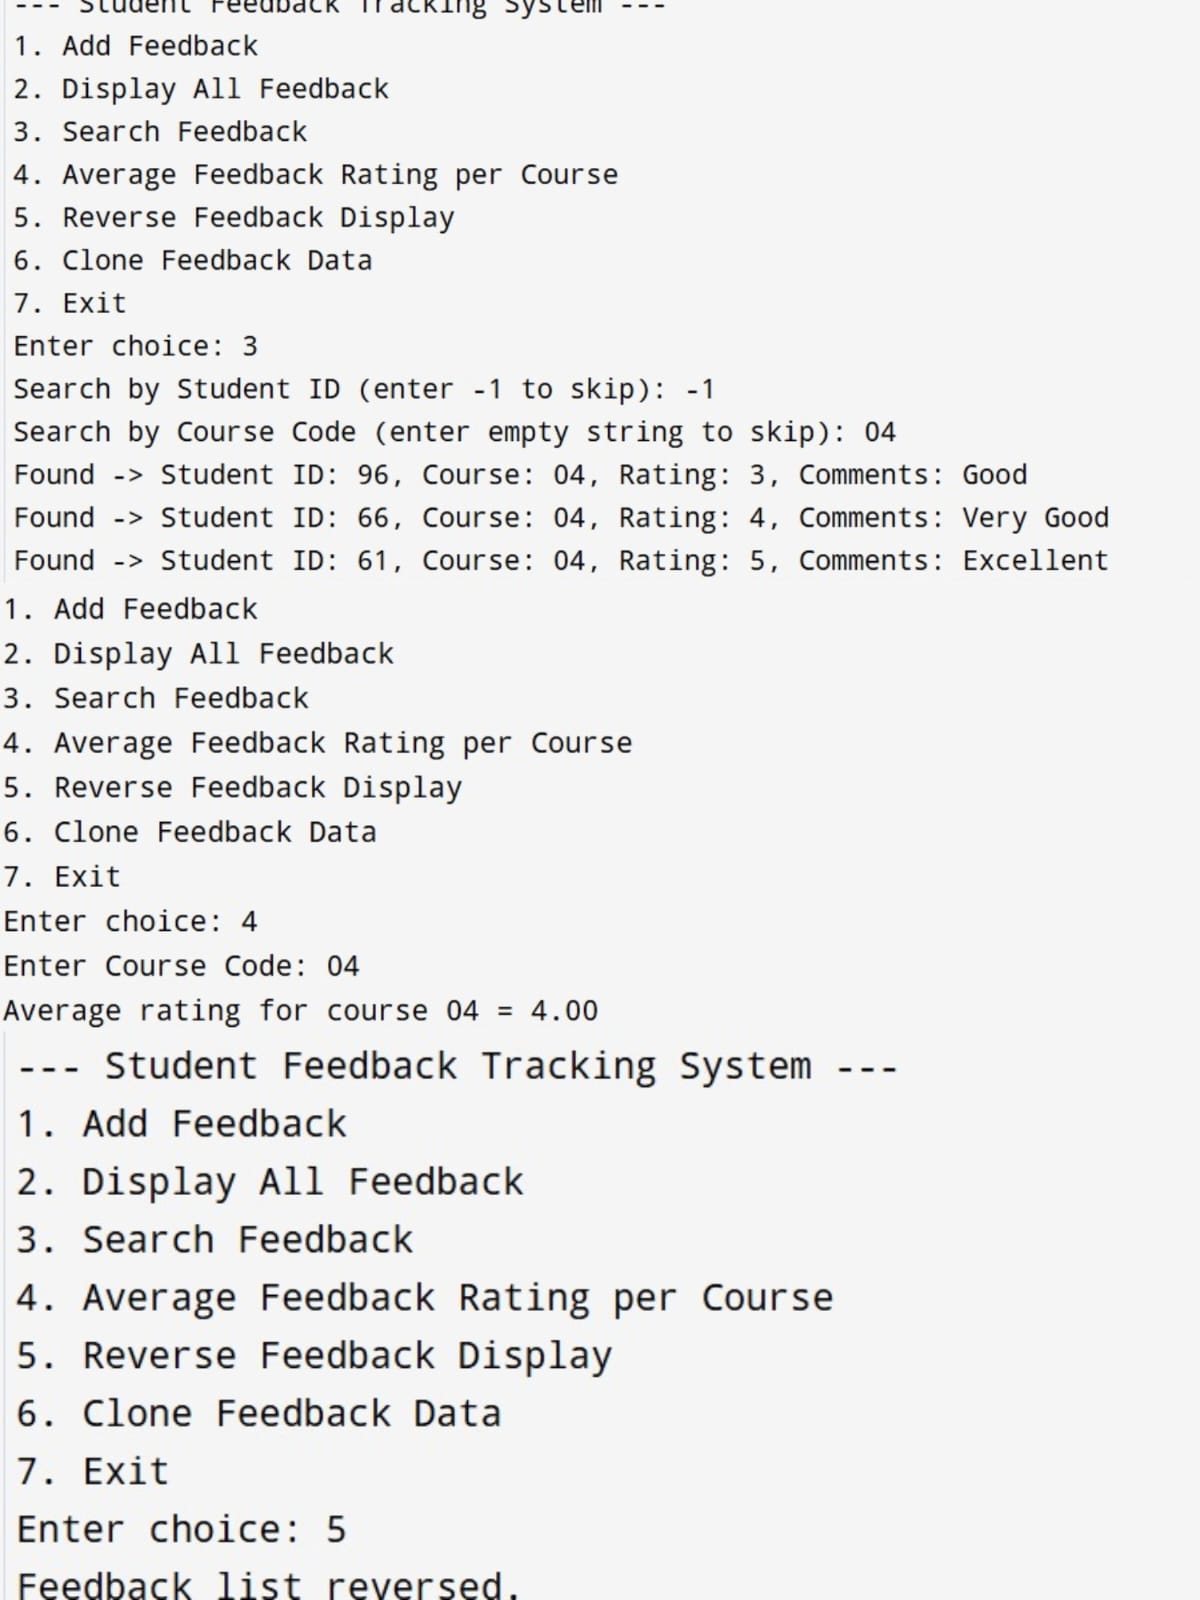 --- Student Feedback Tracking System ---
1. Add Feedback
2. Display All Feedback
3. Search Feedback
4. Average Feedback Rating per Course
5. Reverse Feedback Display
6. Clone Feedback Data
7. Exit
Enter choice: 3
Search by Student ID (enter -1 to skip): -1
Search by Course Code (enter empty string to skip): 04
Found -> Student ID: 96, Course: 04, Rating: 3, Comments: Good
Found -> Student ID: 66, Course: 04, Rating: 4, Comments: Very Good
Found -> Student ID: 61, Course: 04, Rating: 5, Comments: Excellent
1. Add Feedback
2. Display All Feedback
3. Search Feedback
4. Average Feedback Rating per Course
5. Reverse Feedback Display
6. Clone Feedback Data
7. Exit
Enter choice: 4
Enter Course Code: 04
Average rating for course 04 = 4.00
--- Student Feedback Tracking System ---
1. Add Feedback
2. Display All Feedback
3. Search Feedback
4. Average Feedback Rating per Course
5. Reverse Feedback Display
6. Clone Feedback Data
7. Exit
Enter choice: 5
Feedback list reversed.